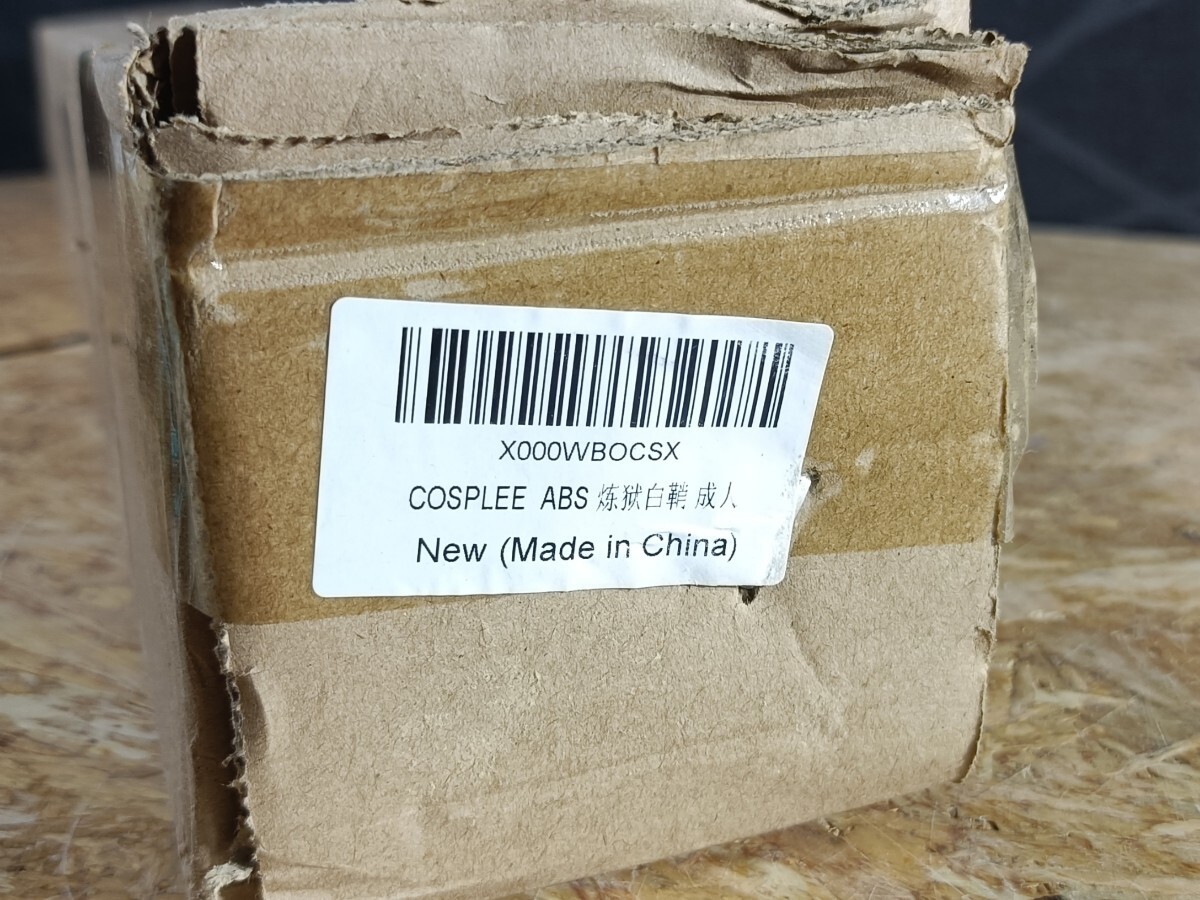 X000WBOCSX
COSPLEE ABS 炼狱白鞘 成人
New (Made in China)